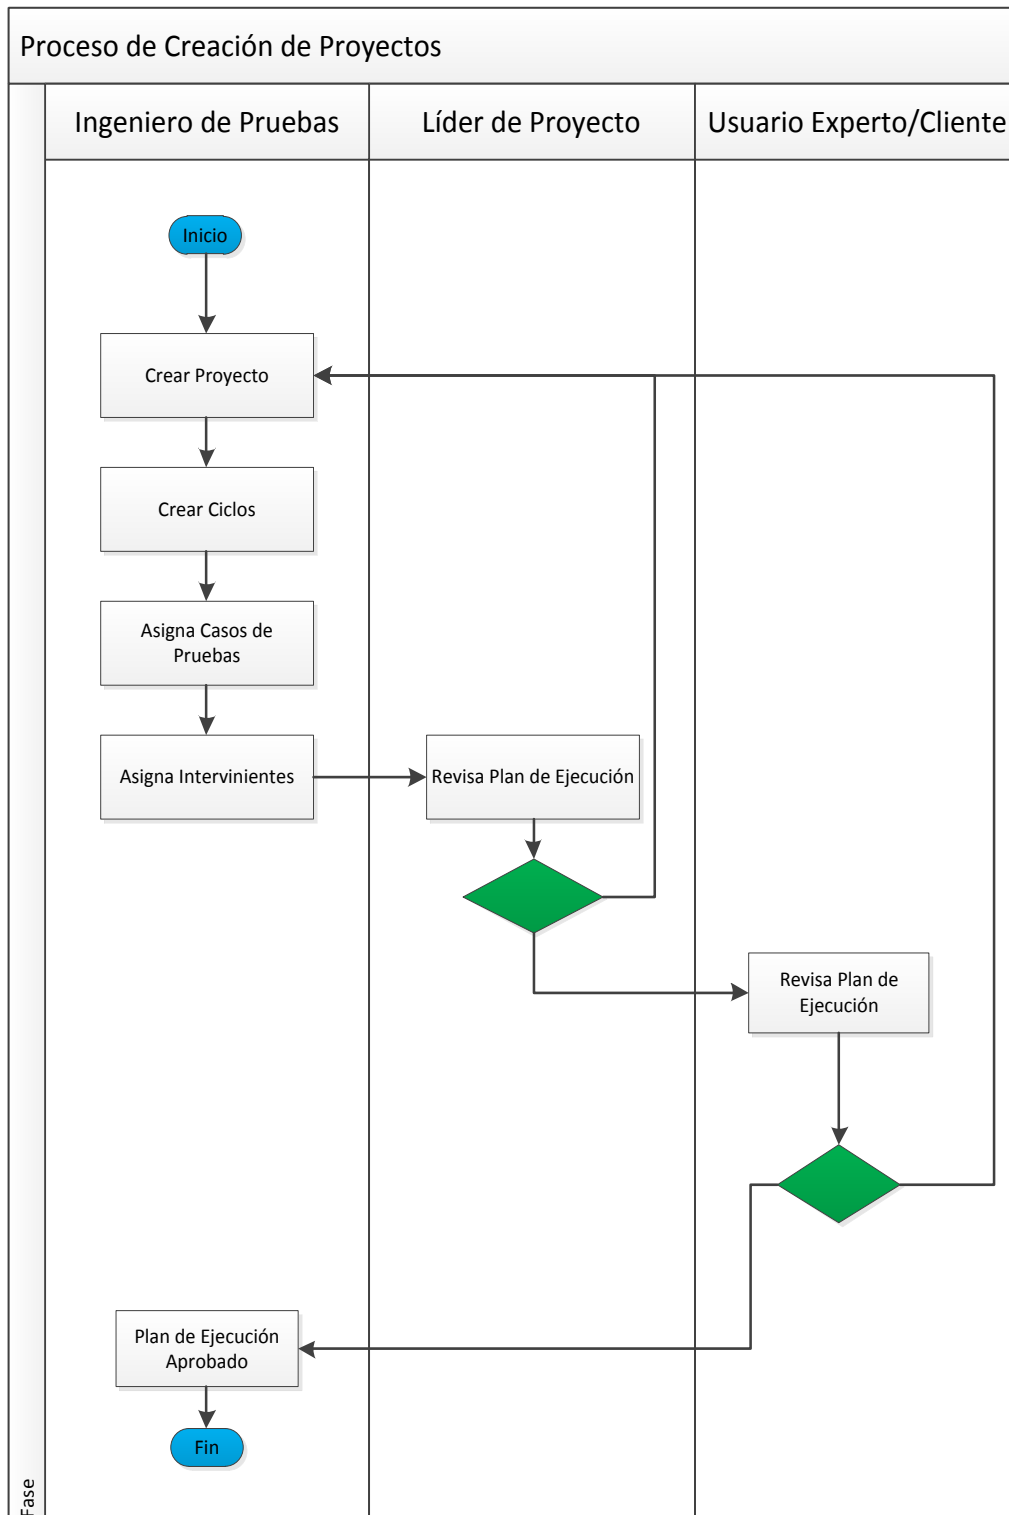 Proceso de Creación de Proyectos
Ingeniero de Pruebas
Líder de Proyecto
Usuario Experto/Cliente
Inicio
Crear Proyecto
Crear Ciclos
Asigna Casos de
Pruebas
Asigna Intervinientes
Revisa Plan de Ejecución
Revisa Plan de
Ejecución
Plan de Ejecución
Aprobado
Fin
Fase